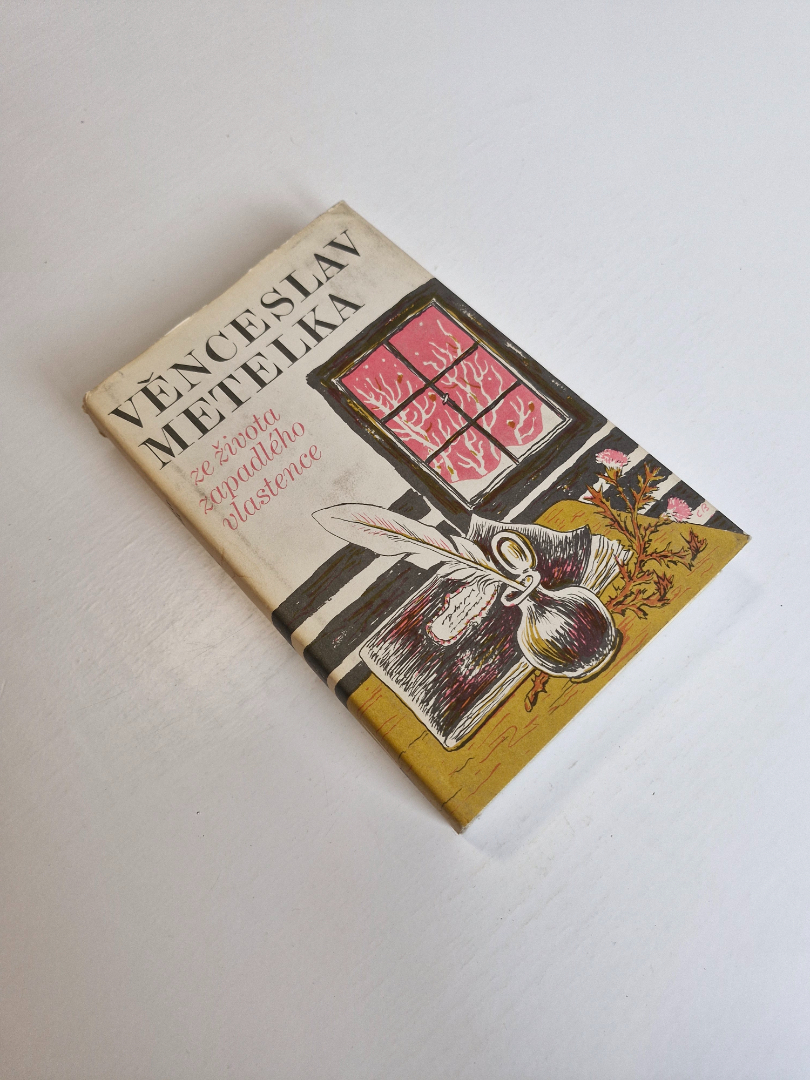 VĚNCESLAV
METELKA
ze života
zapadlého
vlastence